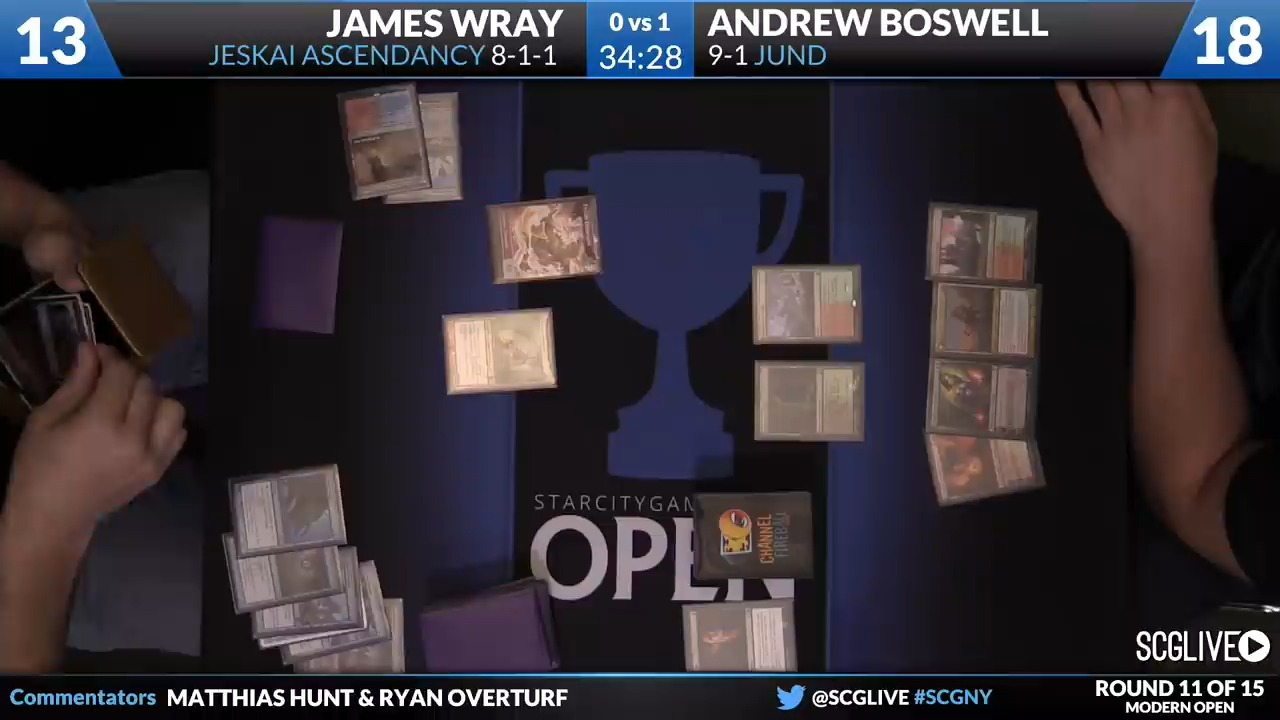 13
JAMES WRAY
JESKAI ASCENDANCY 8-1-1
0 vs 1
34:28
ANDREW BOSWELL
9-1 JUND
18
STARCITYGAM
OPEN
CHANNEL
FIREBALL
SCGLIVE
Commentators MATTHIAS HUNT & RYAN OVERTURF
@SCGLIVE #SCGNY
ROUND 11 OF 15
MODERN OPEN